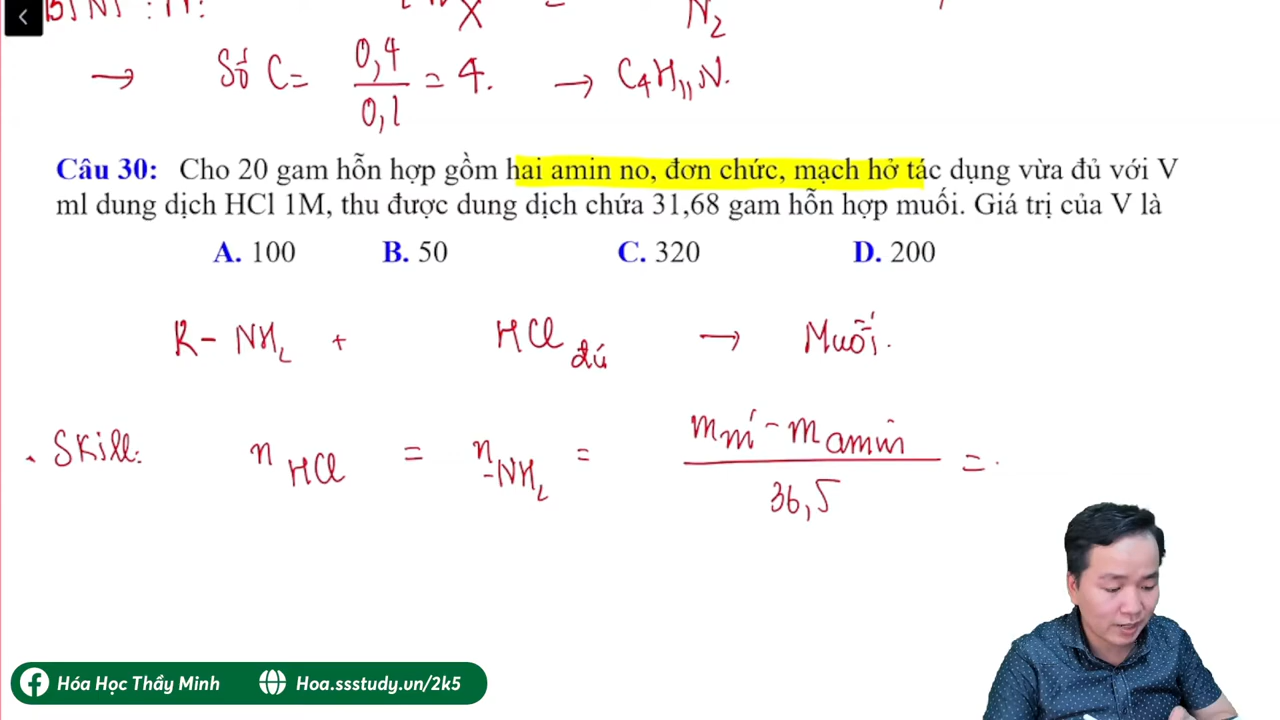 Số C = 0,4 / 0,1 = 4. → C4H11N.
Câu 30: Cho 20 gam hỗn hợp gồm hai amin no, đơn chức, mạch hở tác dụng vừa đủ với V
ml dung dịch HCl 1M, thu được dung dịch chứa 31,68 gam hỗn hợp muối. Giá trị của V là
A. 100 B. 50 C. 320 D. 200
R- NH2 + HCl đủ → Muối.
. Skill: nHCl = n-NH2 = mm' - mamin / 36,5 =
Hóa Học Thầy Minh Hoa.ssstudy.vn/2k5